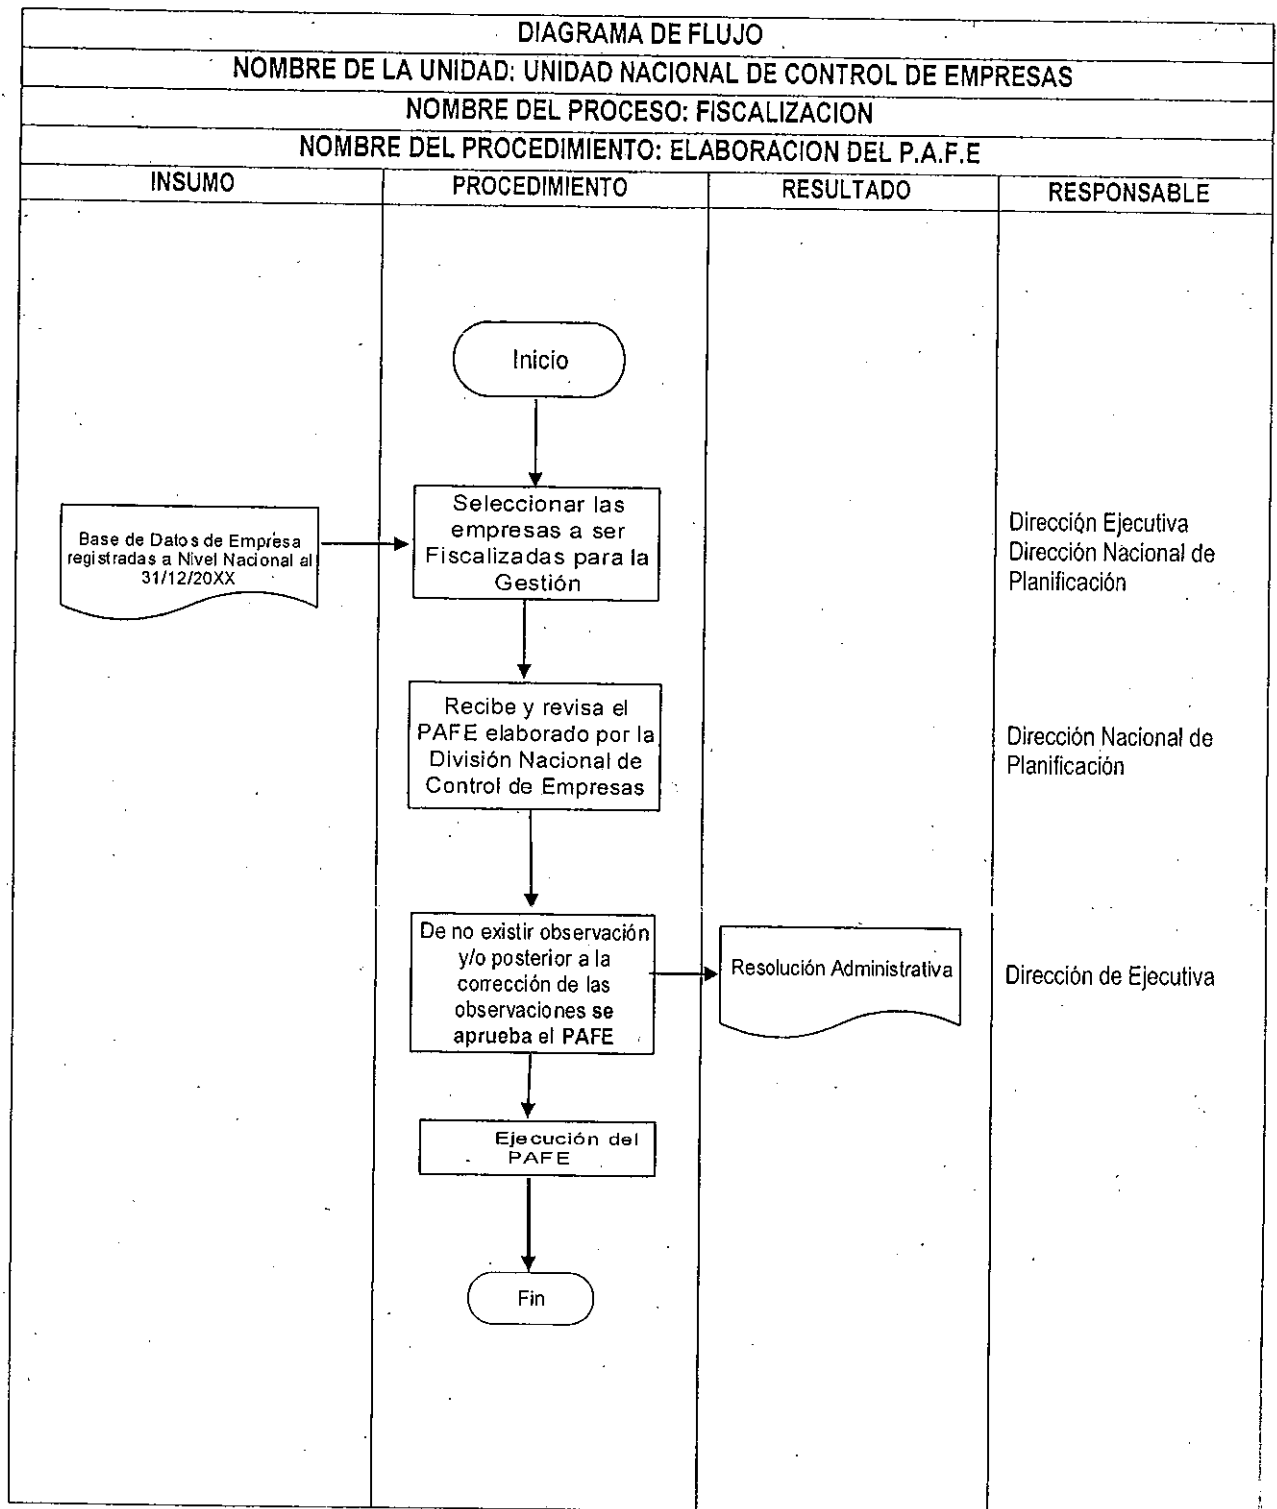 DIAGRAMA DE FLUJO
NOMBRE DE LA UNIDAD: UNIDAD NACIONAL DE CONTROL DE EMPRESAS
NOMBRE DEL PROCESO: FISCALIZACION
NOMBRE DEL PROCEDIMIENTO: ELABORACION DEL P.A.F.E
INSUMO
PROCEDIMIENTO
RESULTADO
RESPONSABLE
Inicio
Base de Datos de Empresa
registradas a Nivel Nacional al
31/12/20XX
Seleccionar las
empresas a ser
Fiscalizadas para la
Gestión
Dirección Ejecutiva
Dirección Nacional de
Planificación
Recibe y revisa el
PAFE elaborado por la
División Nacional de
Control de Empresas
Dirección Nacional de
Planificación
De no existir observación
y/o posterior a la
corrección de las
observaciones se
aprueba el PAFE
Resolución Administrativa
Dirección de Ejecutiva
Ejecución del
PAFE
Fin